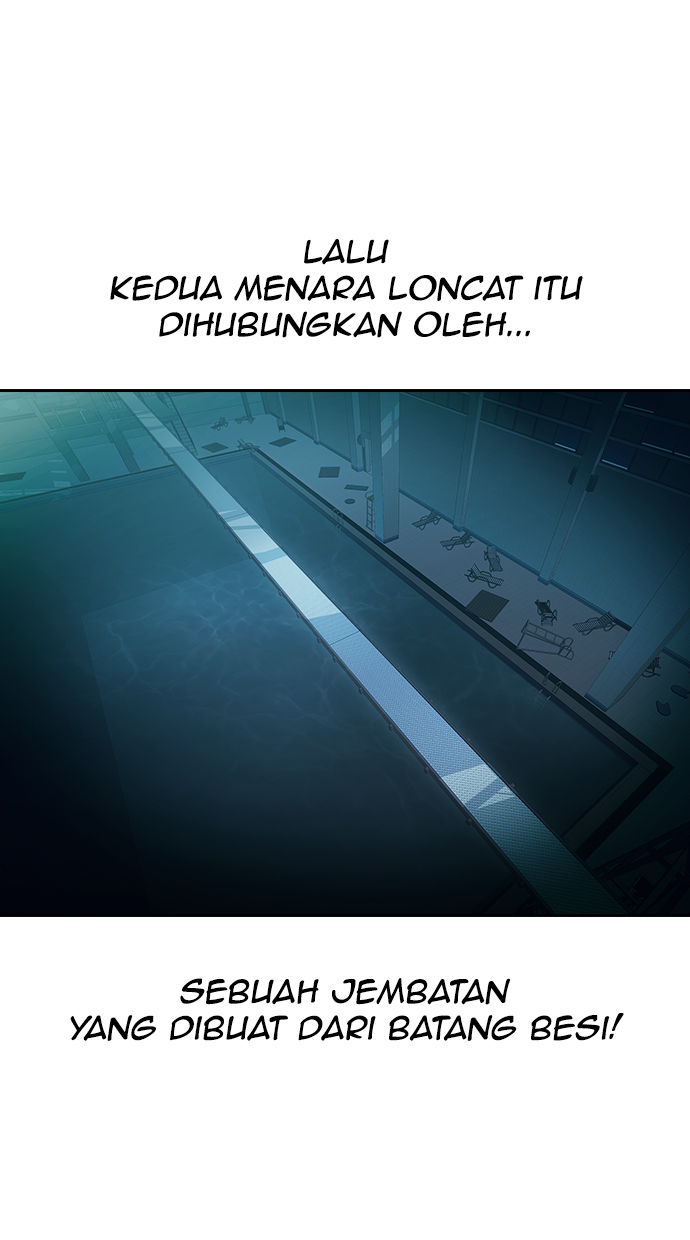 LALU
KEDUA MENARA LONCAT ITU
DIHUBUNGKAN OLEH...
SEBUAH JEMBATAN
YANG DIBUAT DARI BATANG BESI!